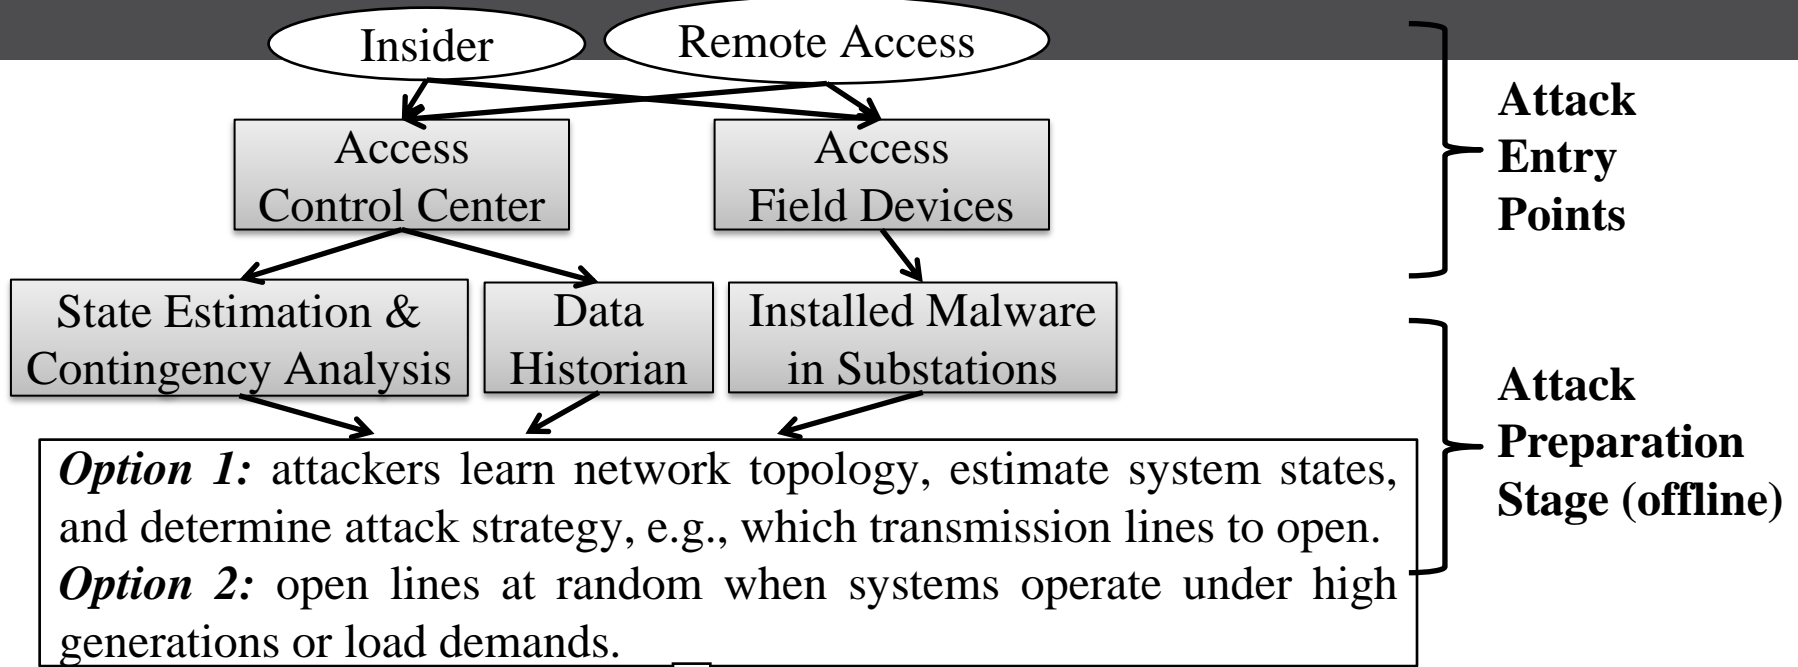 Insider
Remote Access
Access
Control Center
Access
Field Devices
Attack
Entry
Points
State Estimation &
Contingency Analysis
Data
Historian
Installed Malware
in Substations
Attack
Preparation
Stage (offline)
Option 1: attackers learn network topology, estimate system states,
and determine attack strategy, e.g., which transmission lines to open.
Option 2: open lines at random when systems operate under high
generations or load demands.